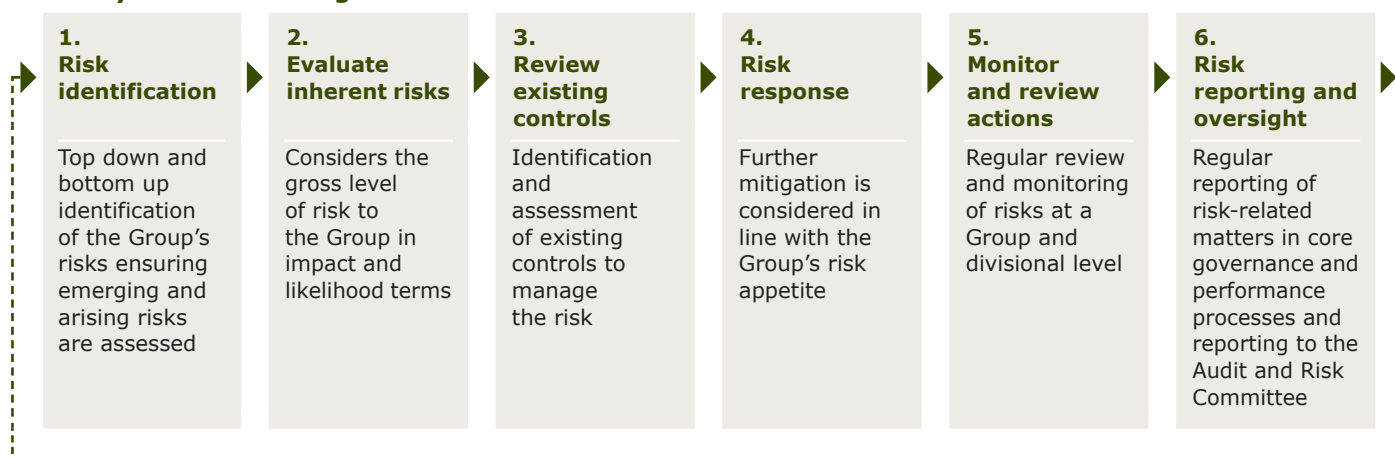 1.
Risk
identification
Top down and
bottom up
identification
of the Group’s
risks ensuring
emerging and
arising risks
are assessed
2.
Evaluate
inherent risks
Considers the
gross level
of risk to
the Group in
impact and
likelihood terms
3.
Review
existing
controls
Identification
and
assessment
of existing
controls to
manage
the risk
4.
Risk
response
Further
mitigation is
considered in
line with the
Group’s risk
appetite
5.
Monitor
and review
actions
Regular review
and monitoring
of risks at a
Group and
divisional level
6.
Risk
reporting and
oversight
Regular
reporting of
risk-related
matters in core
governance and
performance
processes and
reporting to the
Audit and Risk
Committee